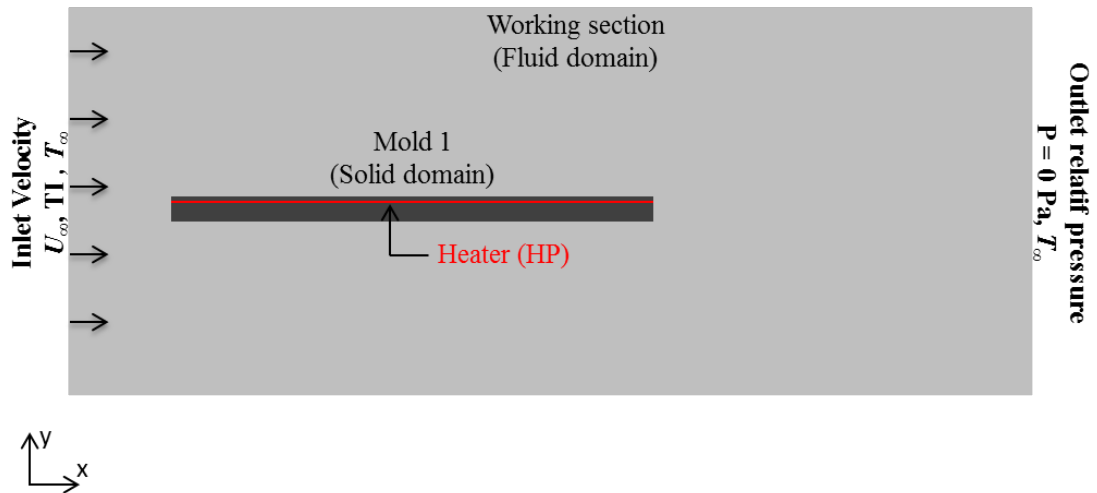 Working section
(Fluid domain)
Inlet Velocity
U∞, TI , T∞
Mold 1
(Solid domain)
Heater (HP)
Outlet relatif pressure
P = 0 Pa, T∞
y
x